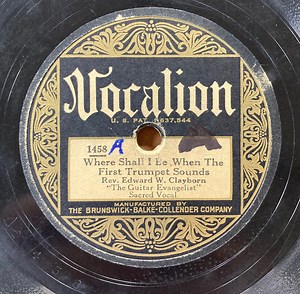 Vocalion
U. S. PAT. 1,637,544
1458 A
Where Shall I Be When The
First Trumpet Sounds
Rev. Edward W. Clayborn
"The Guitar Evangelist"
Sacred Vocal
MANUFACTURED BY
THE BRUNSWICK-BALKE-COLLENDER COMPANY